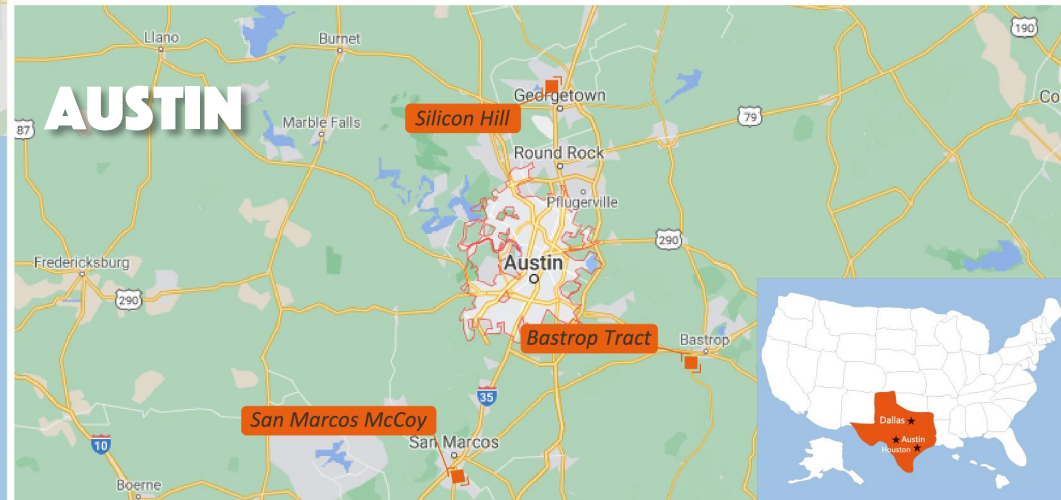 190
Llano
Burnet
Georgetown
Co
AUSTIN
Silicon Hill
79
Marble Falls
87
Round Rock
Pflugerville
290
Fredericksburg
Austin
290
Bastrop Tract
Bastrop
35
San Marcos McCoy
San Marcos
10
Boerne
Dallas
Austin
Houston